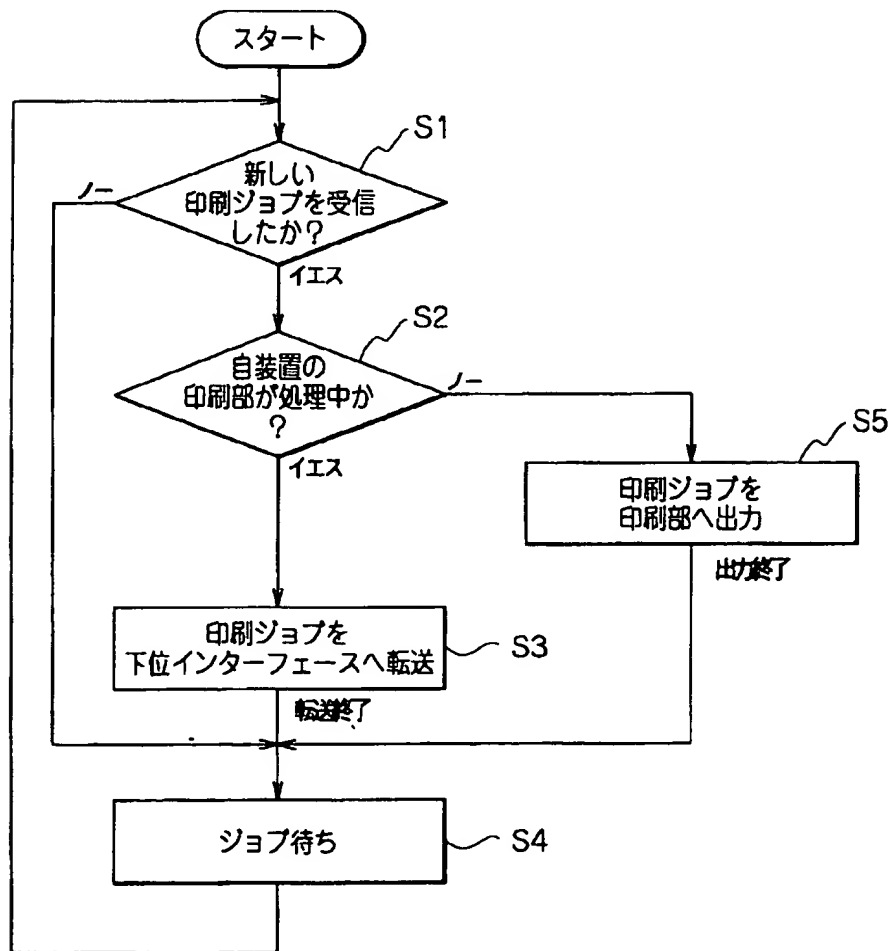 スタート
S1
新しい
印刷ジョブを受信
したか?
ノー
イエス
S2
自装置の
印刷部が処理中か
?
ノー
イエス
S5
印刷ジョブを
印刷部へ出力
出力終了
印刷ジョブを
下位インターフェースへ転送
S3
転送終了
ジョブ待ち
S4